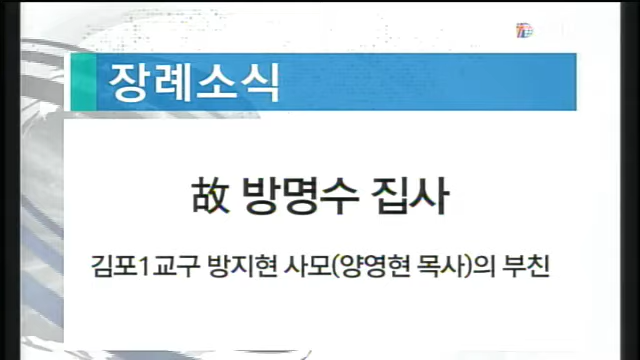 장례소식
故 방명수 집사
김포1교구 방지현 사모(양영현 목사)의 부친